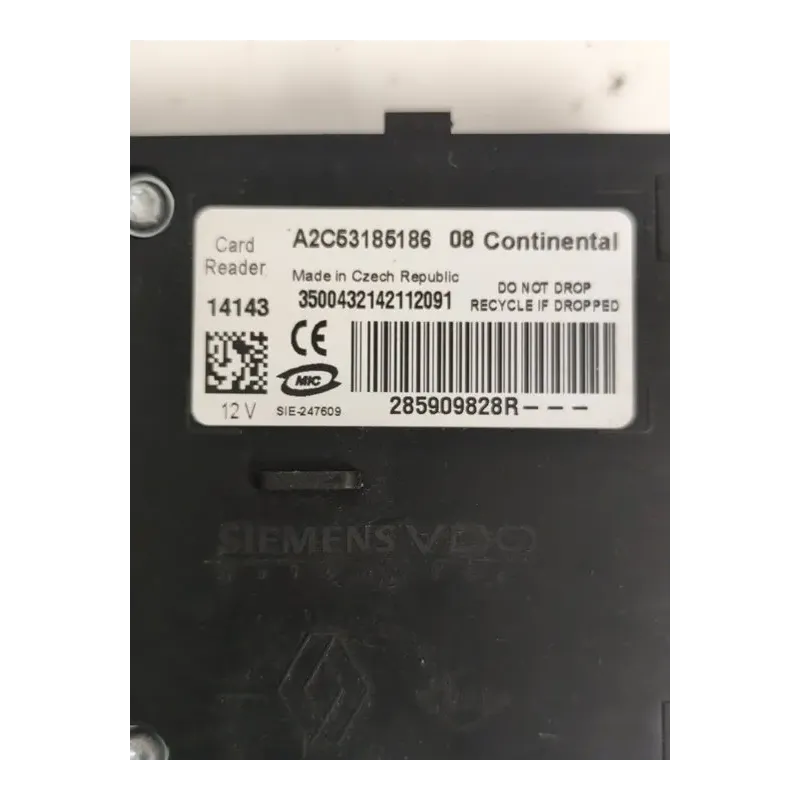 Card
Reader
14143
A2C53185186 08 Continental
Made in Czech Republic
3500432142112091
DO NOT DROP
RECYCLE IF DROPPED
CE
MIC
12 V
SIE-247609
285909828R---
SIEMENS VDO